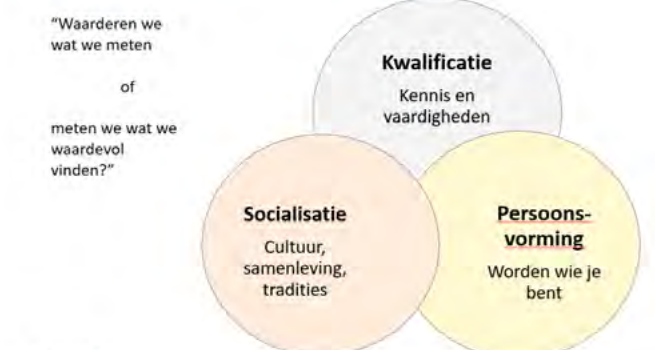 “Waarderen we
wat we meten
of
meten we wat we
waardevol
vinden?”
Kwalificatie
Kennis en
vaardigheden
Socialisatie
Cultuur,
samenleving,
tradities
Persoons-
vorming
Worden wie je
bent